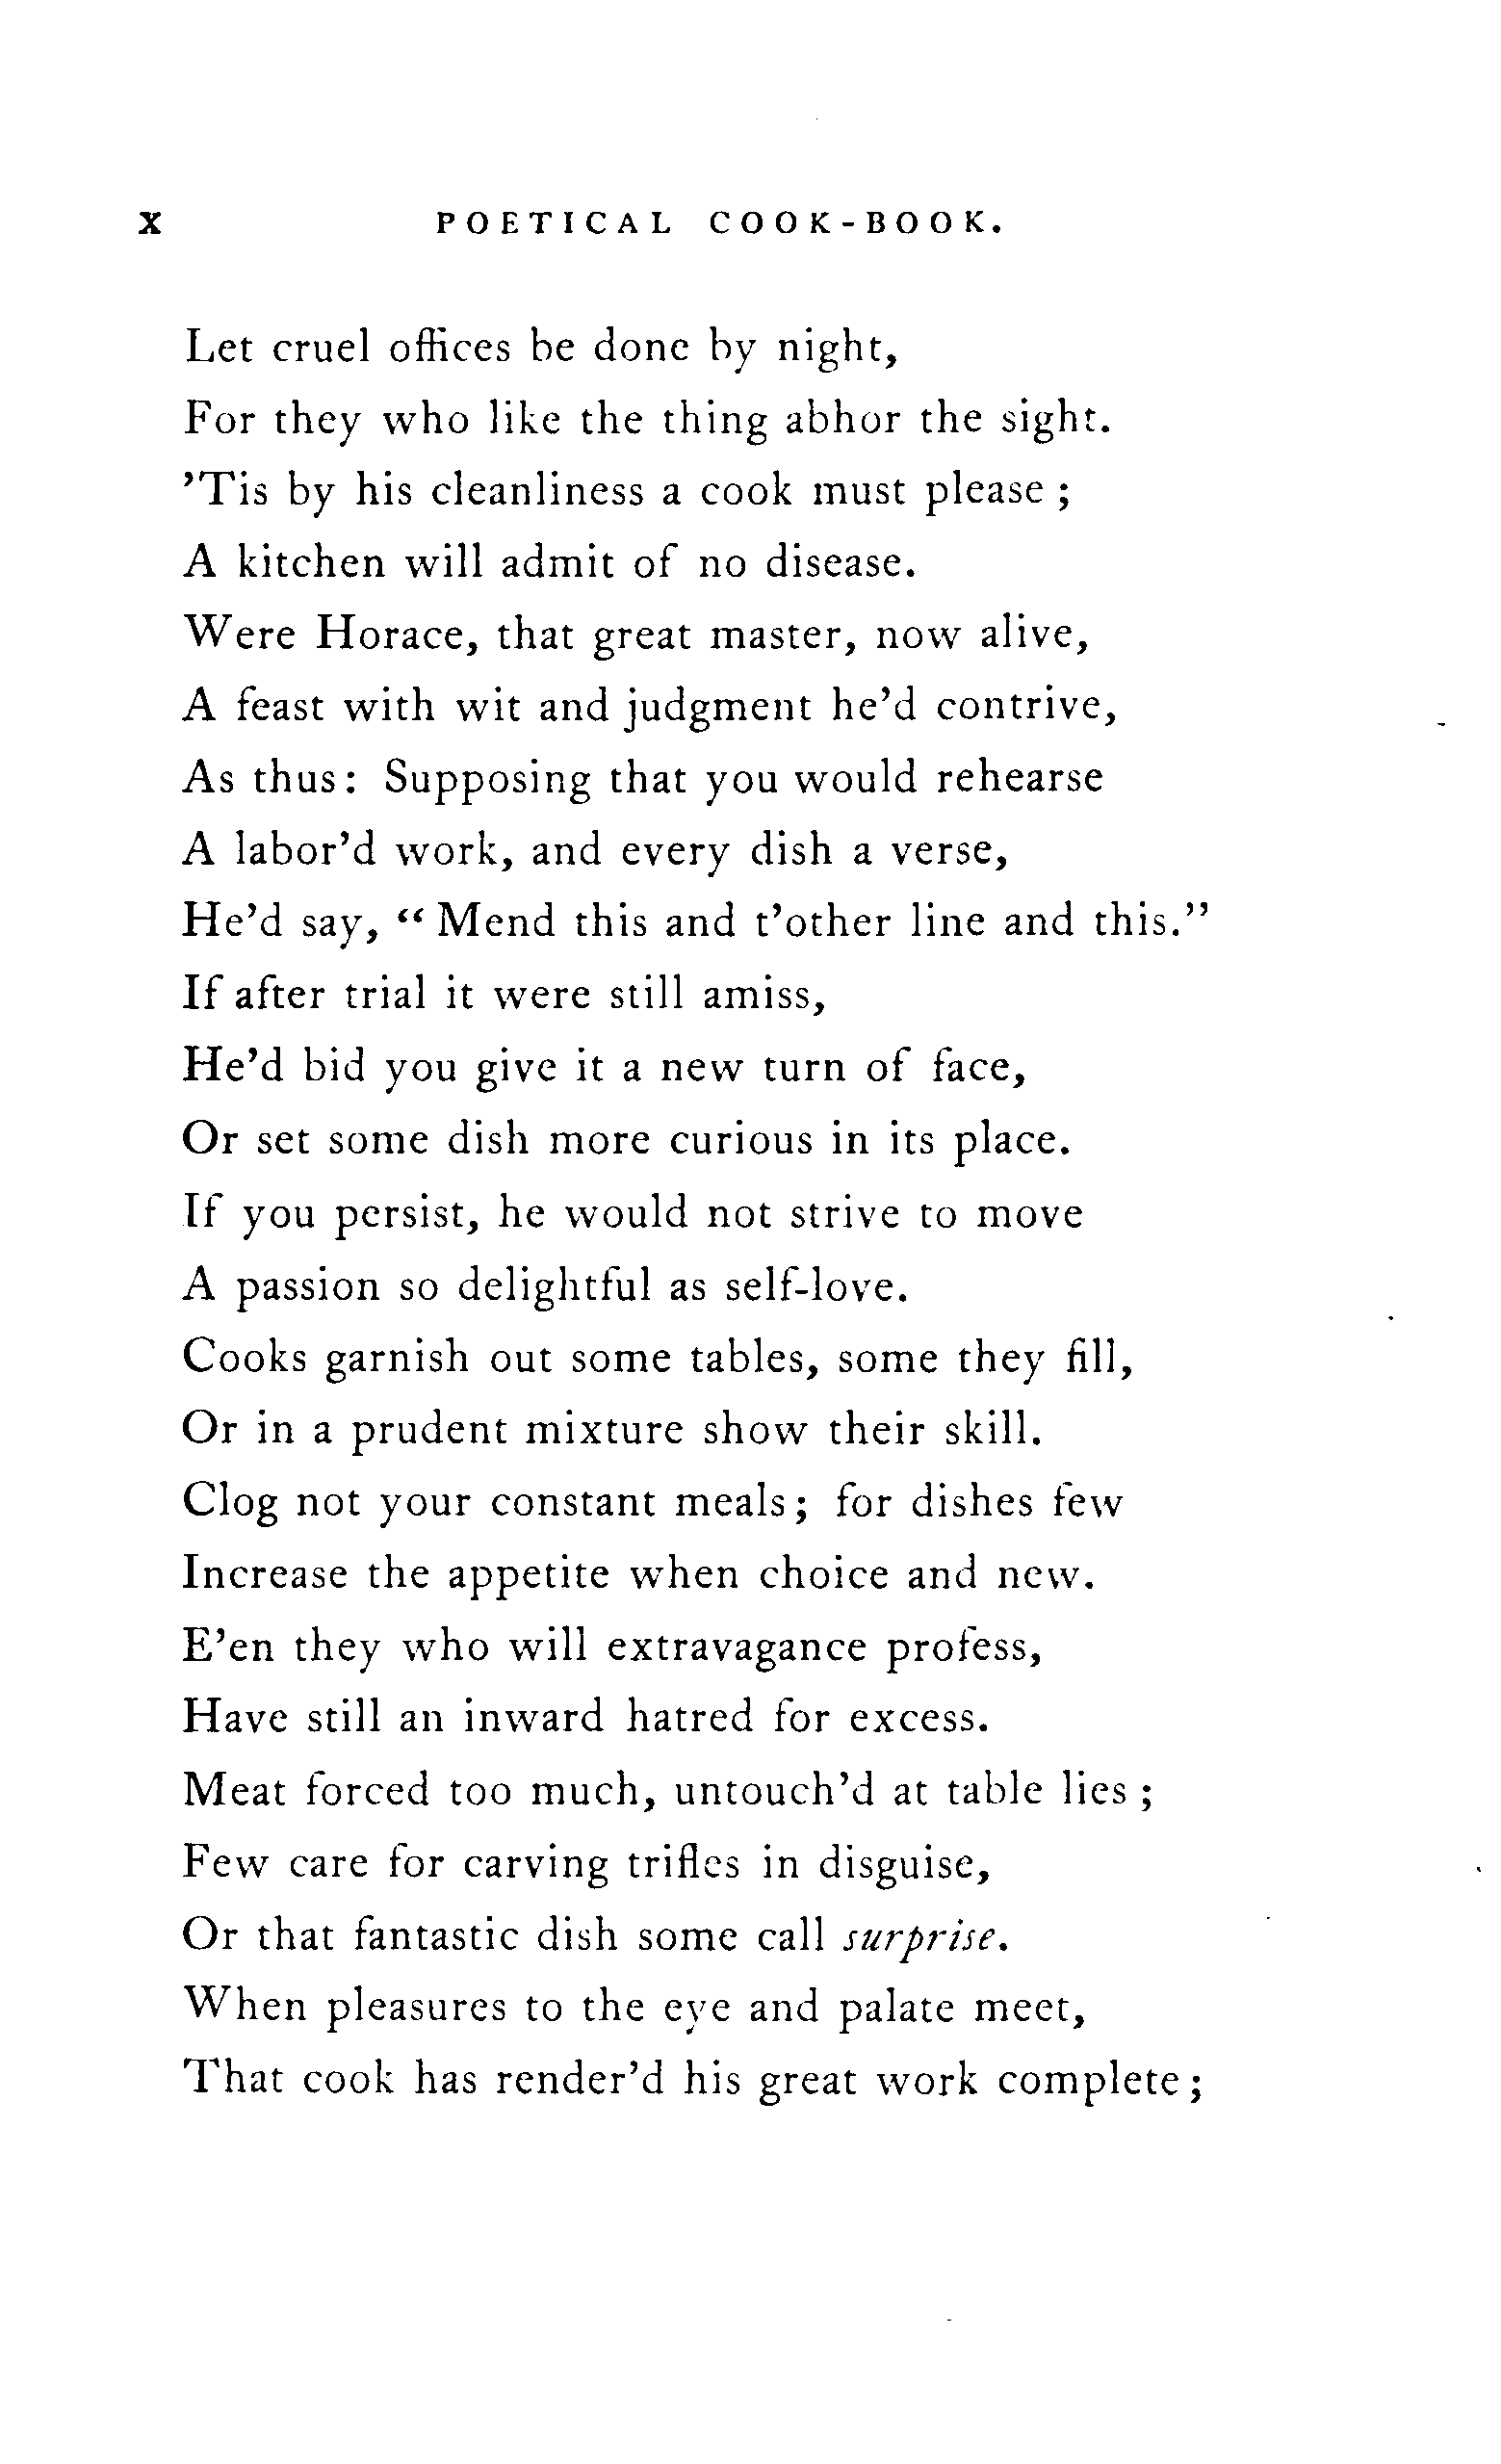 x POETICAL COOK-BOOK.
Let cruel offices be done by night,
For they who like the thing abhor the sight.
’Tis by his cleanliness a cook must please ;
A kitchen will admit of no disease.
Were Horace, that great master, now alive,
A feast with wit and judgment he’d contrive,
As thus: Supposing that you would rehearse
A labor’d work, and every dish a verse,
He’d say, “ Mend this and t’other line and this.”
If after trial it were still amiss,
He’d bid you give it a new turn of face,
Or set some dish more curious in its place.
If you persist, he would not strive to move
A passion so delightful as self-love.
Cooks garnish out some tables, some they fill,
Or in a prudent mixture show their skill.
Clog not your constant meals; for dishes few
Increase the appetite when choice and new.
E’en they who will extravagance profess,
Have still an inward hatred for excess.
Meat forced too much, untouch’d at table lies ;
Few care for carving trifles in disguise,
Or that fantastic dish some call surprise.
When pleasures to the eye and palate meet,
That cook has render’d his great work complete;